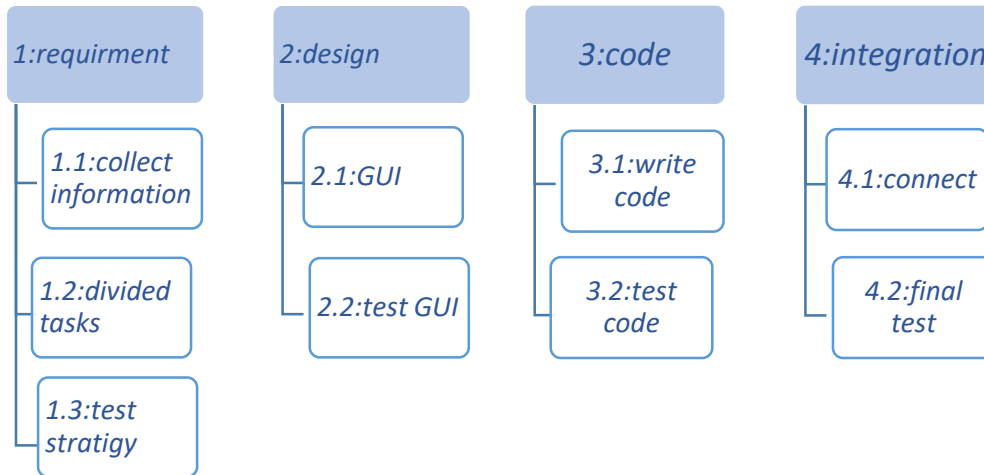 1:requirment
1.1:collect
information
1.2:divided
tasks
1.3:test
stratigy
2:design
2.1:GUI
2.2:test GUI
3:code
3.1:write
code
3.2:test
code
4:integration
4.1:connect
4.2:final
test